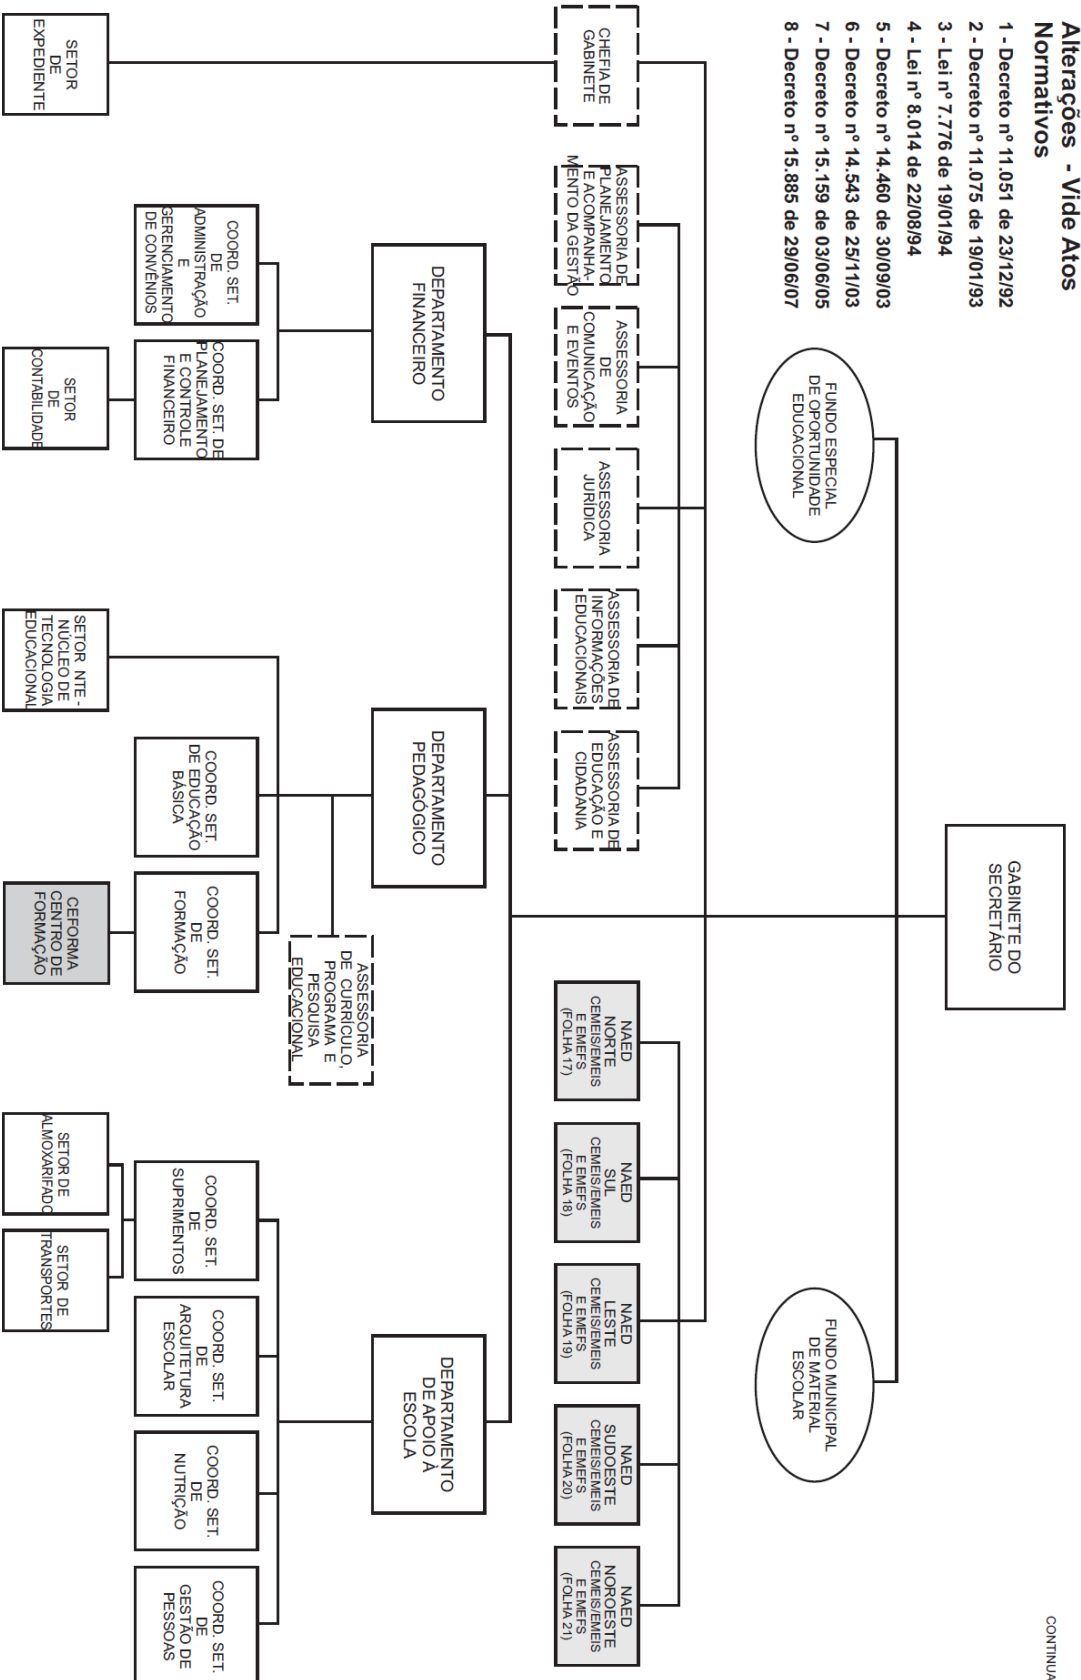 Alterações - Vide Atos
Normativos
1 - Decreto nº 11.051 de 23/12/92
2 - Decreto nº 11.075 de 19/01/93
3 - Lei nº 7.776 de 19/01/94
4 - Lei nº 8.014 de 22/08/94
5 - Decreto nº 14.460 de 30/09/03
6 - Decreto nº 14.543 de 25/11/03
7 - Decreto nº 15.159 de 03/06/05
8 - Decreto nº 15.885 de 29/06/07
CONTINUA
GABINETE DO
SECRETÁRIO
FUNDO ESPECIAL
DE OPORTUNIDADE
EDUCACIONAL
FUNDO MUNICIPAL
DE MATERIAL
ESCOLAR
CHEFIA DE
GABINETE
ASSESSORIA DE
PLANEJAMENTO
E ACOMPANHA-
MENTO DA GESTÃO
ASSESSORIA
DE
COMUNICAÇÃO
E EVENTOS
ASSESSORIA
JURÍDICA
ASSESSORIA DE
INFORMAÇÕES
EDUCACIONAIS
ASSESSORIA DE
EDUCAÇÃO E
CIDADANIA
NAED
NORTE
CEMEIS/EMEIS
E EMEFS
(FOLHA 17)
NAED
SUL
CEMEIS/EMEIS
E EMEFS
(FOLHA 18)
NAED
LESTE
CEMEIS/EMEIS
E EMEFS
(FOLHA 19)
NAED
SUDOESTE
CEMEIS/EMEIS
E EMEFS
(FOLHA 20)
NAED
NOROESTE
CEMEIS/EMEIS
E EMEFS
(FOLHA 21)
DEPARTAMENTO
FINANCEIRO
DEPARTAMENTO
PEDAGÓGICO
DEPARTAMENTO
DE APOIO À
ESCOLA
ASSESSORIA
DE CURRÍCULO,
PROGRAMA E
PESQUISA
EDUCACIONAL
COORD. SET.
DE
ADMINISTRAÇÃO
E
GERENCIAMENTO
DE CONVÊNIOS
COORD. SET. DE
PLANEJAMENTO
E CONTROLE
FINANCEIRO
COORD. SET.
DE EDUCAÇÃO
BÁSICA
COORD. SET.
DE
FORMAÇÃO
COORD. SET.
DE
SUPRIMENTOS
COORD. SET.
DE
ARQUITETURA
ESCOLAR
COORD. SET.
DE
NUTRIÇÃO
COORD. SET.
DE
GESTÃO DE
PESSOAS
SETOR
DE
EXPEDIENTE
SETOR
DE
CONTABILIDADE
SETOR NTE -
NÚCLEO DE
TECNOLOGIA
EDUCACIONAL
CEFORMA
CENTRO DE
FORMAÇÃO
SETOR DE
ALMOXARIFADO
SETOR DE
TRANSPORTES